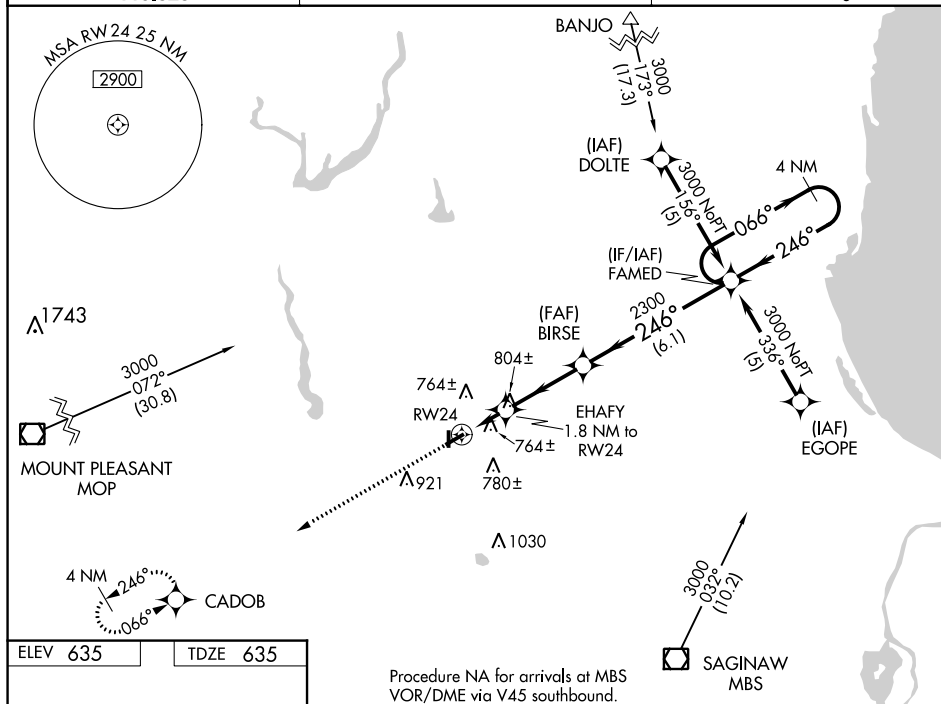 MSA RW24 25 NM
2900
BANJO
3000
173°
(17.3)
(IAF)
DOLTE
3000 NoPT
156°
(5)
4 NM
066°
246°
(IF/IAF)
FAMED
2300
246°
(6.1)
(FAF)
BIRSE
3000 NoPT
336°
(5)
(IAF)
EGOPE
1743
3000
072°
(30.8)
MOUNT PLEASANT
MOP
804±
764±
RW24
EHAFY
1.8 NM to
RW24
764±
921
780±
1030
4 NM
246°
066°
CADOB
3000
032°
(10.2)
SAGINAW
MBS
ELEV 635
TDZE 635
Procedure NA for arrivals at MBS
VOR/DME via V45 southbound.